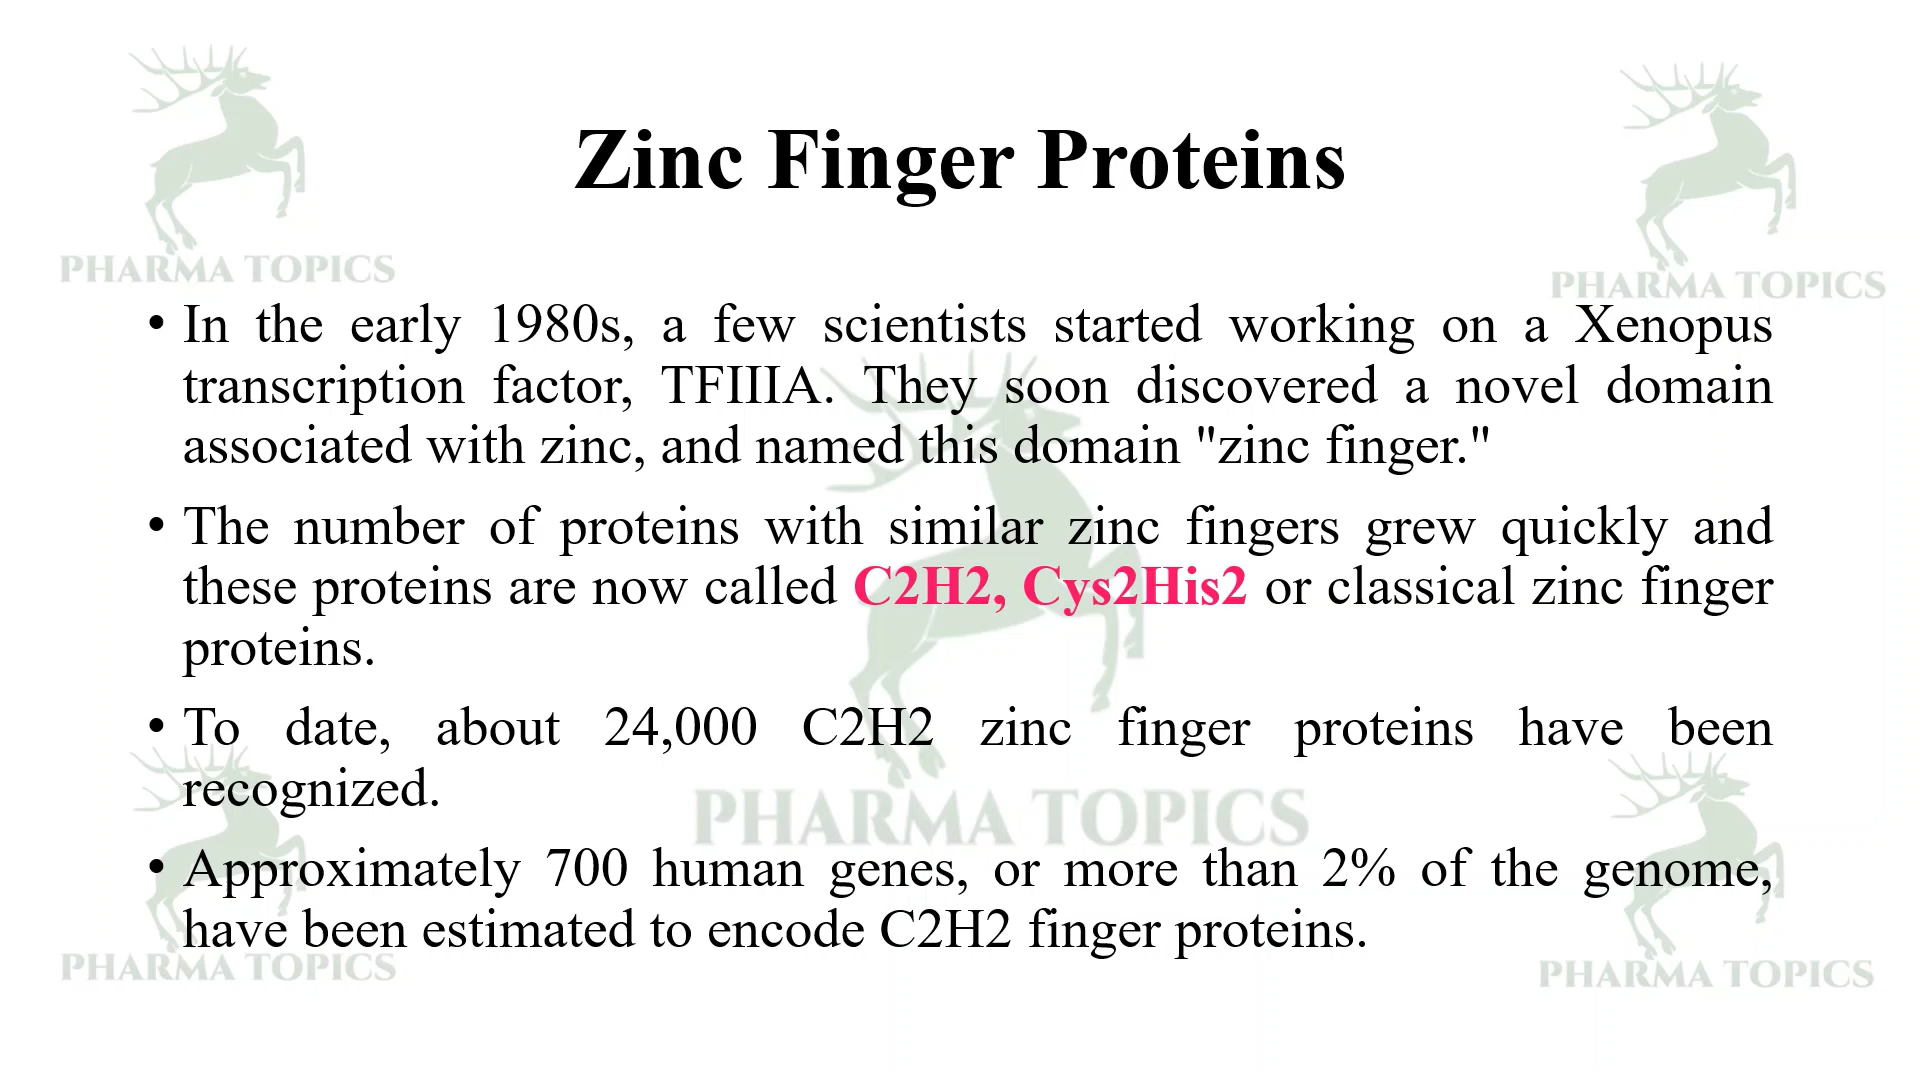 PHARMA TOPICS
PHARMA TOPICS
Zinc Finger Proteins
• In the early 1980s, a few scientists started working on a Xenopus
transcription factor, TFIIIA. They soon discovered a novel domain
associated with zinc, and named this domain "zinc finger."
• The number of proteins with similar zinc fingers grew quickly and
these proteins are now called C2H2, Cys2His2 or classical zinc finger
proteins.
• To date, about 24,000 C2H2 zinc finger proteins have been
recognized.
PHARMA TOPICS
• Approximately 700 human genes, or more than 2% of the genome,
have been estimated to encode C2H2 finger proteins.
PHARMA TOPICS
PHARMA TOPICS